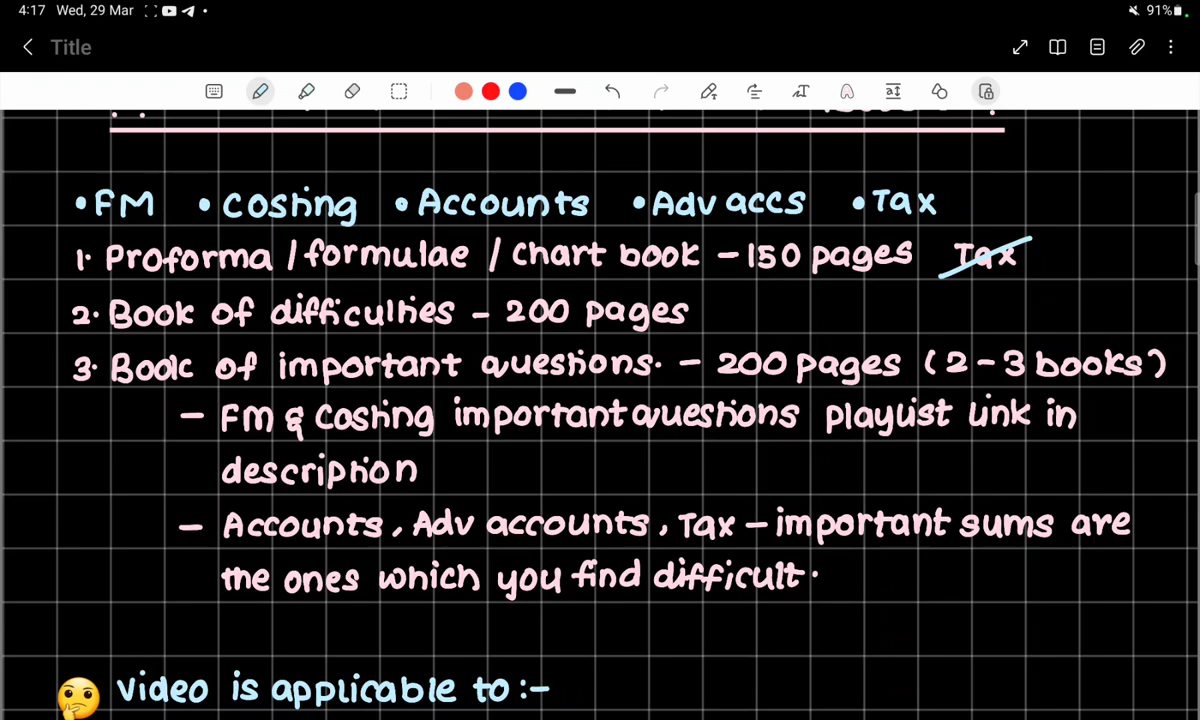 4:17 Wed, 29 Mar
91%
Title
• FM • Costing • Accounts • Adv accs • Tax
1. Proforma / formulae / Chart book - 150 pages Tax
2. Book of difficulties - 200 pages
3. Book of important questions. - 200 pages (2-3 books)
- FM & Costing important questions playlist link in
description
- Accounts, Adv accounts, Tax - important sums are
the ones which you find difficult.
Video is applicable to :-